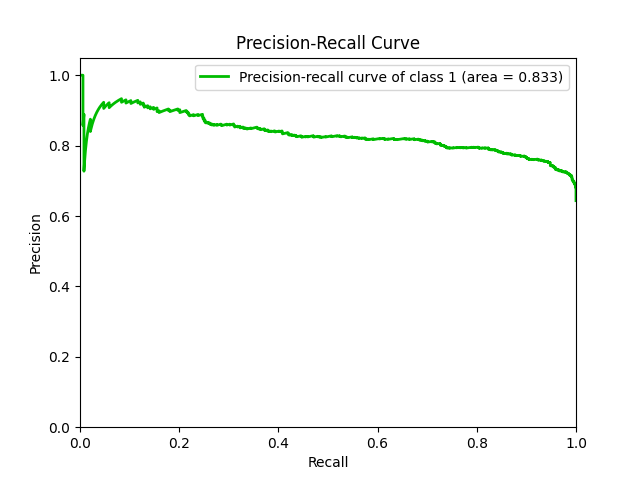 Precision-Recall Curve
Precision-recall curve of class 1 (area = 0.833)
1.0
0.8
0.6
0.4
0.2
0.0
Precision
0.0 0.2 0.4 0.6 0.8 1.0
Recall